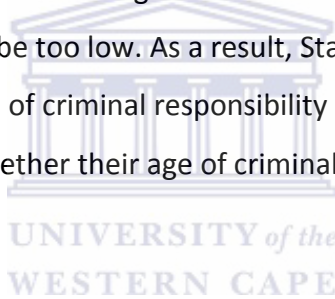 be too low. As a result, Sta
of criminal responsibility
ether their age of criminal
UNIVERSITY of the
WESTERN CAPE